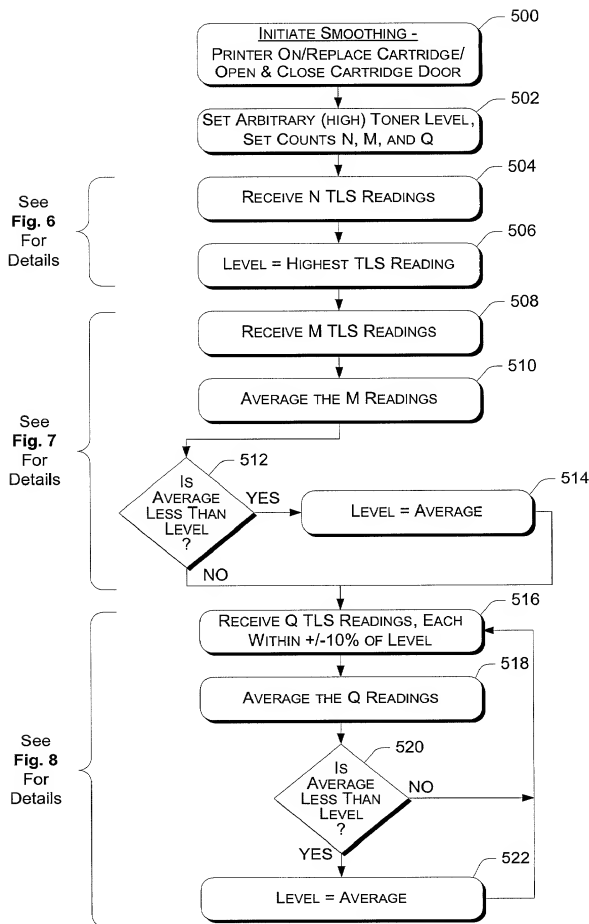 500
INITIATE SMOOTHING -
PRINTER ON/REPLACE CARTRIDGE/
OPEN & CLOSE CARTRIDGE DOOR
502
SET ARBITRARY (HIGH) TONER LEVEL,
SET COUNTS N, M, AND Q
504
RECEIVE N TLS READINGS
See
Fig. 6
For
Details
506
LEVEL = HIGHEST TLS READING
508
RECEIVE M TLS READINGS
510
AVERAGE THE M READINGS
See
Fig. 7
For
Details
512
IS
AVERAGE
LESS THAN
LEVEL
?
YES
NO
514
LEVEL = AVERAGE
516
RECEIVE Q TLS READINGS, EACH
WITHIN +/-10% OF LEVEL
518
AVERAGE THE Q READINGS
See
Fig. 8
For
Details
520
IS
AVERAGE
LESS THAN
LEVEL
?
NO
YES
522
LEVEL = AVERAGE